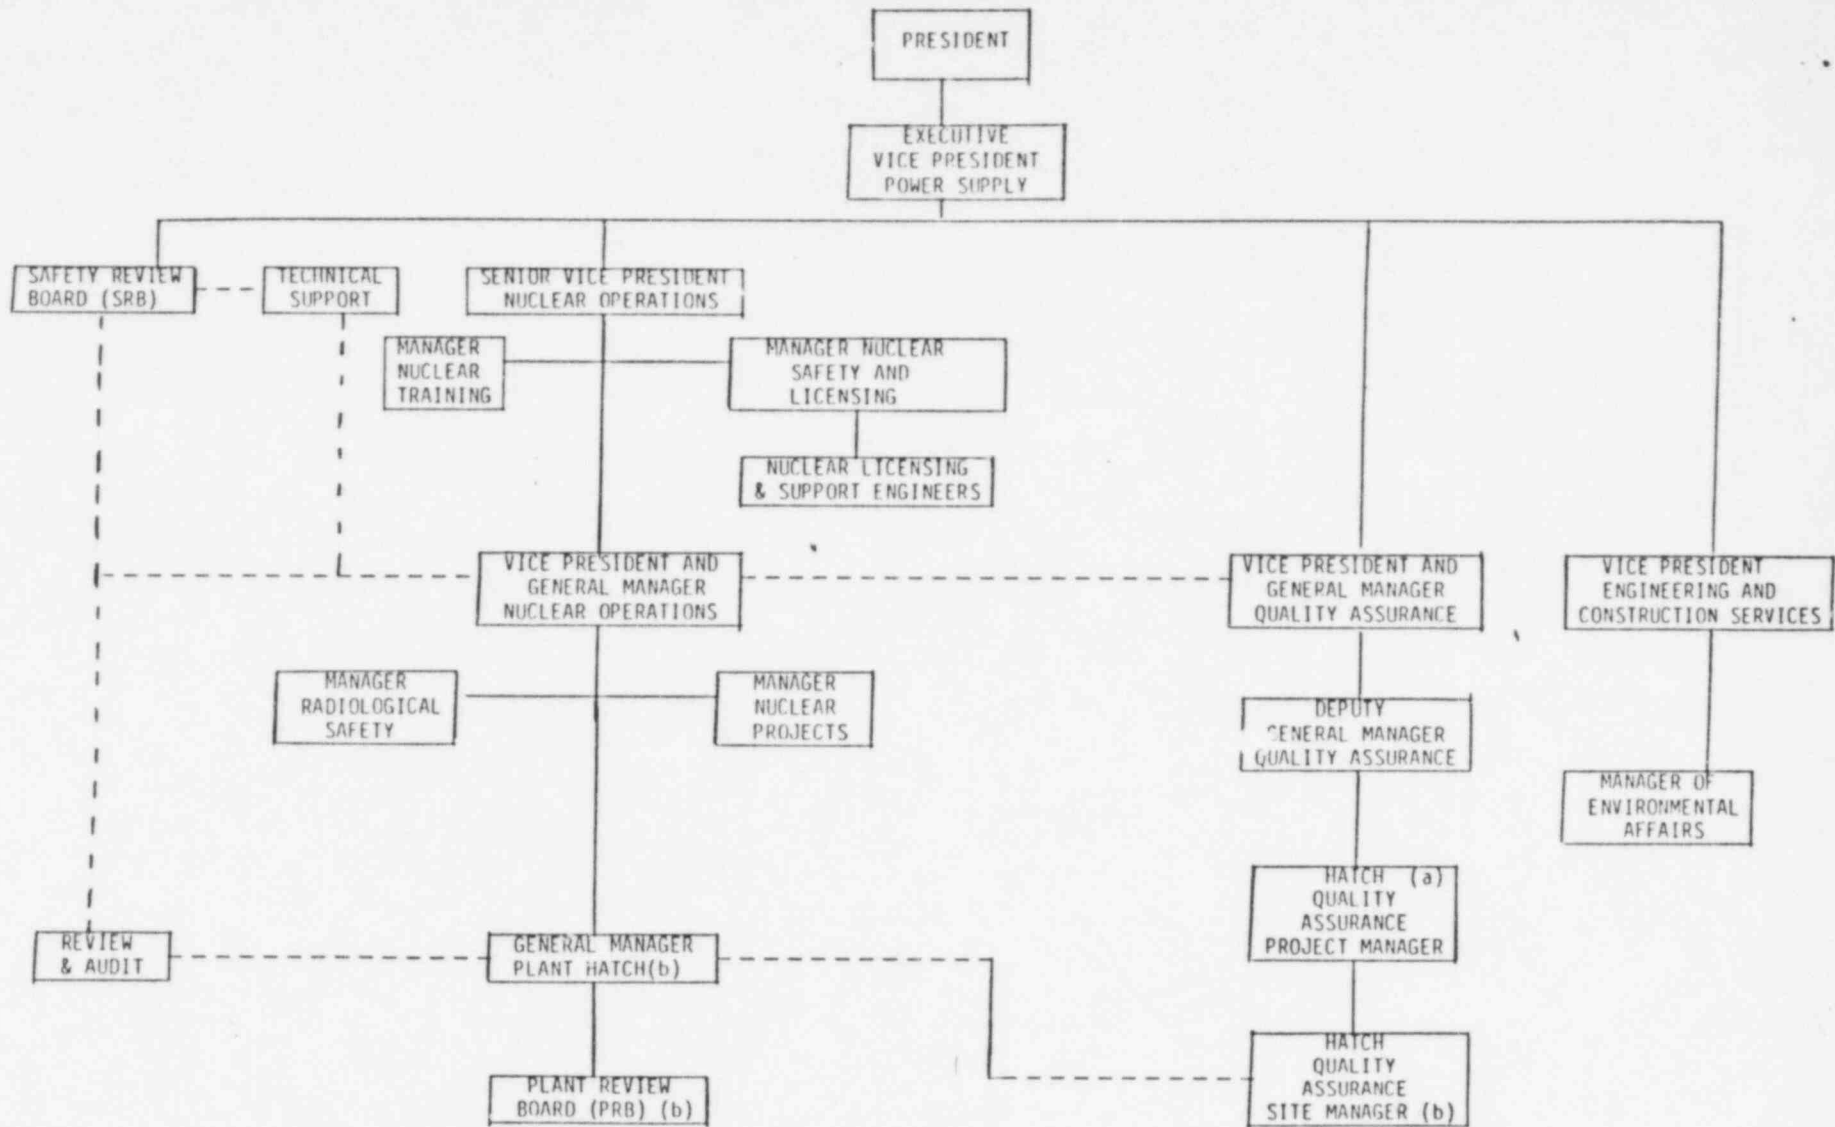 PRESIDENT
EXECUTIVE
VICE PRESIDENT
POWER SUPPLY
SAFETY REVIEW
BOARD (SRB)
TECHNICAL
SUPPORT
SENIOR VICE PRESIDENT
NUCLEAR OPERATIONS
MANAGER
NUCLEAR
TRAINING
MANAGER NUCLEAR
SAFETY AND
LICENSING
NUCLEAR LICENSING
& SUPPORT ENGINEERS
VICE PRESIDENT AND
GENERAL MANAGER
NUCLEAR OPERATIONS
VICE PRESIDENT AND
GENERAL MANAGER
QUALITY ASSURANCE
VICE PRESIDENT
ENGINEERING AND
CONSTRUCTION SERVICES
MANAGER
RADIOLOGICAL
SAFETY
MANAGER
NUCLEAR
PROJECTS
DEPUTY
GENERAL MANAGER
QUALITY ASSURANCE
MANAGER OF
ENVIRONMENTAL
AFFAIRS
HATCH (a)
QUALITY
ASSURANCE
PROJECT MANAGER
REVIEW
& AUDIT
GENERAL MANAGER
PLANT HATCH(b)
PLANT REVIEW
BOARD (PRB) (b)
HATCH
QUALITY
ASSURANCE
SITE MANAGER (b)